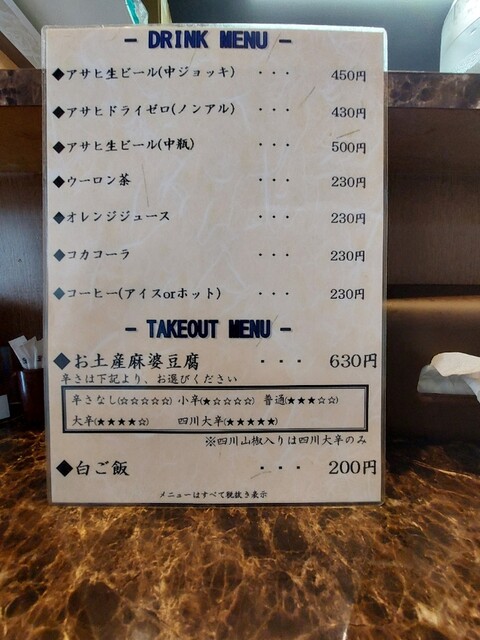 - DRINK MENU -
◆アサヒ生ビール(中ジョッキ) ・・・ 450円
◆アサヒドライゼロ(ノンアル) ・・・ 430円
◆アサヒ生ビール(中瓶) ・・・ 500円
◆ウーロン茶 ・・・ 230円
◆オレンジジュース ・・・ 230円
◆コカコーラ ・・・ 230円
◆コーヒー(アイスorホット) ・・・ 230円
- TAKEOUT MENU -
◆お土産麻婆豆腐 ・・・ 630円
辛さは下記より、お選びください
辛さなし(☆☆☆☆☆) 小辛(★☆☆☆☆) 普通(★★★☆☆)
大辛(★★★★☆) 四川大辛(★★★★★)
※四川山椒入りは四川大辛のみ
◆白ご飯 ・・・ 200円
メニューはすべて税抜き表示